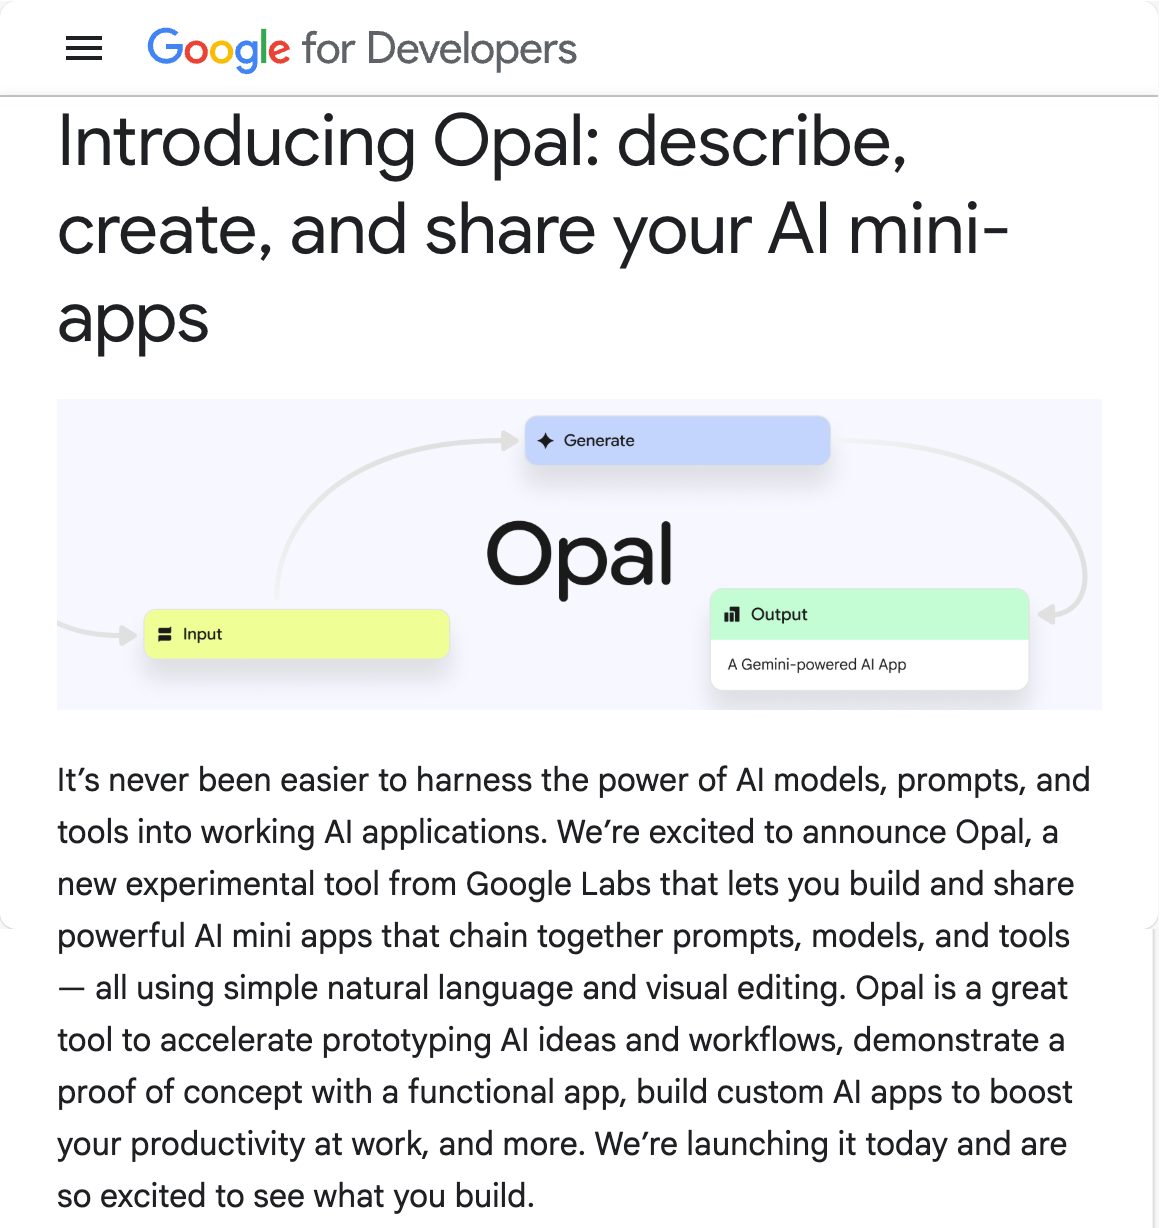 Google for Developers
Introducing Opal: describe,
create, and share your AI mini-
apps
Generate
Opal
Input
Output
A Gemini-powered AI App
It’s never been easier to harness the power of AI models, prompts, and
tools into working AI applications. We’re excited to announce Opal, a
new experimental tool from Google Labs that lets you build and share
powerful AI mini apps that chain together prompts, models, and tools
— all using simple natural language and visual editing. Opal is a great
tool to accelerate prototyping AI ideas and workflows, demonstrate a
proof of concept with a functional app, build custom AI apps to boost
your productivity at work, and more. We’re launching it today and are
so excited to see what you build.